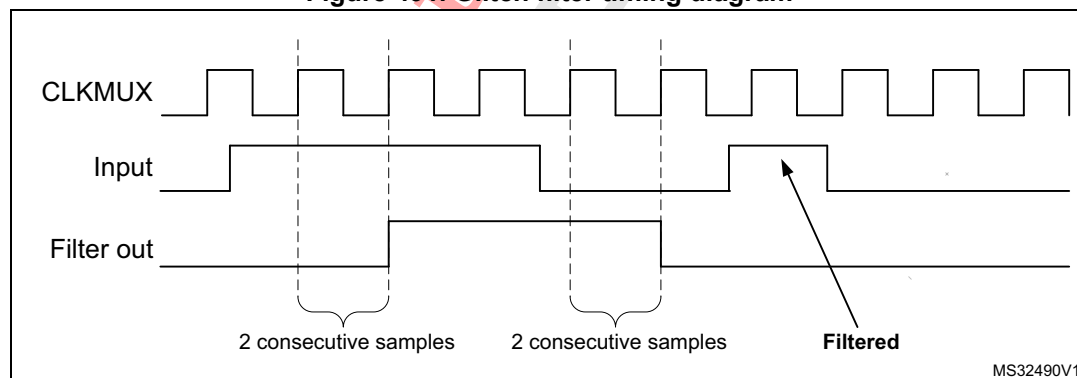 CLKMUX
Input
Filter out
2 consecutive samples
2 consecutive samples
Filtered
MS32490V1